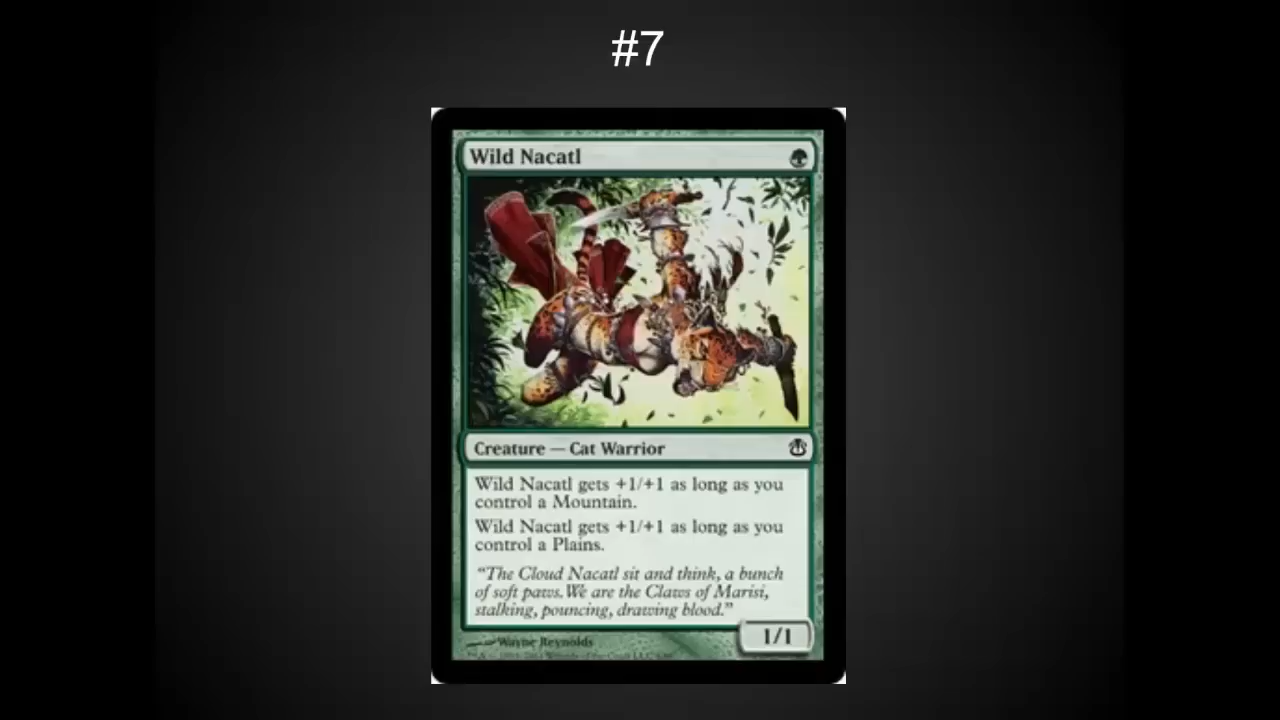 #7
Wild Nacatl
Creature — Cat Warrior
Wild Nacatl gets +1/+1 as long as you
control a Mountain.
Wild Nacatl gets +1/+1 as long as you
control a Plains.
“The Cloud Nacatl sit and think, a bunch
of soft paws. We are the Claws of Marisi,
stalking, pouncing, drawing blood.”
1/1
Wayne Reynolds